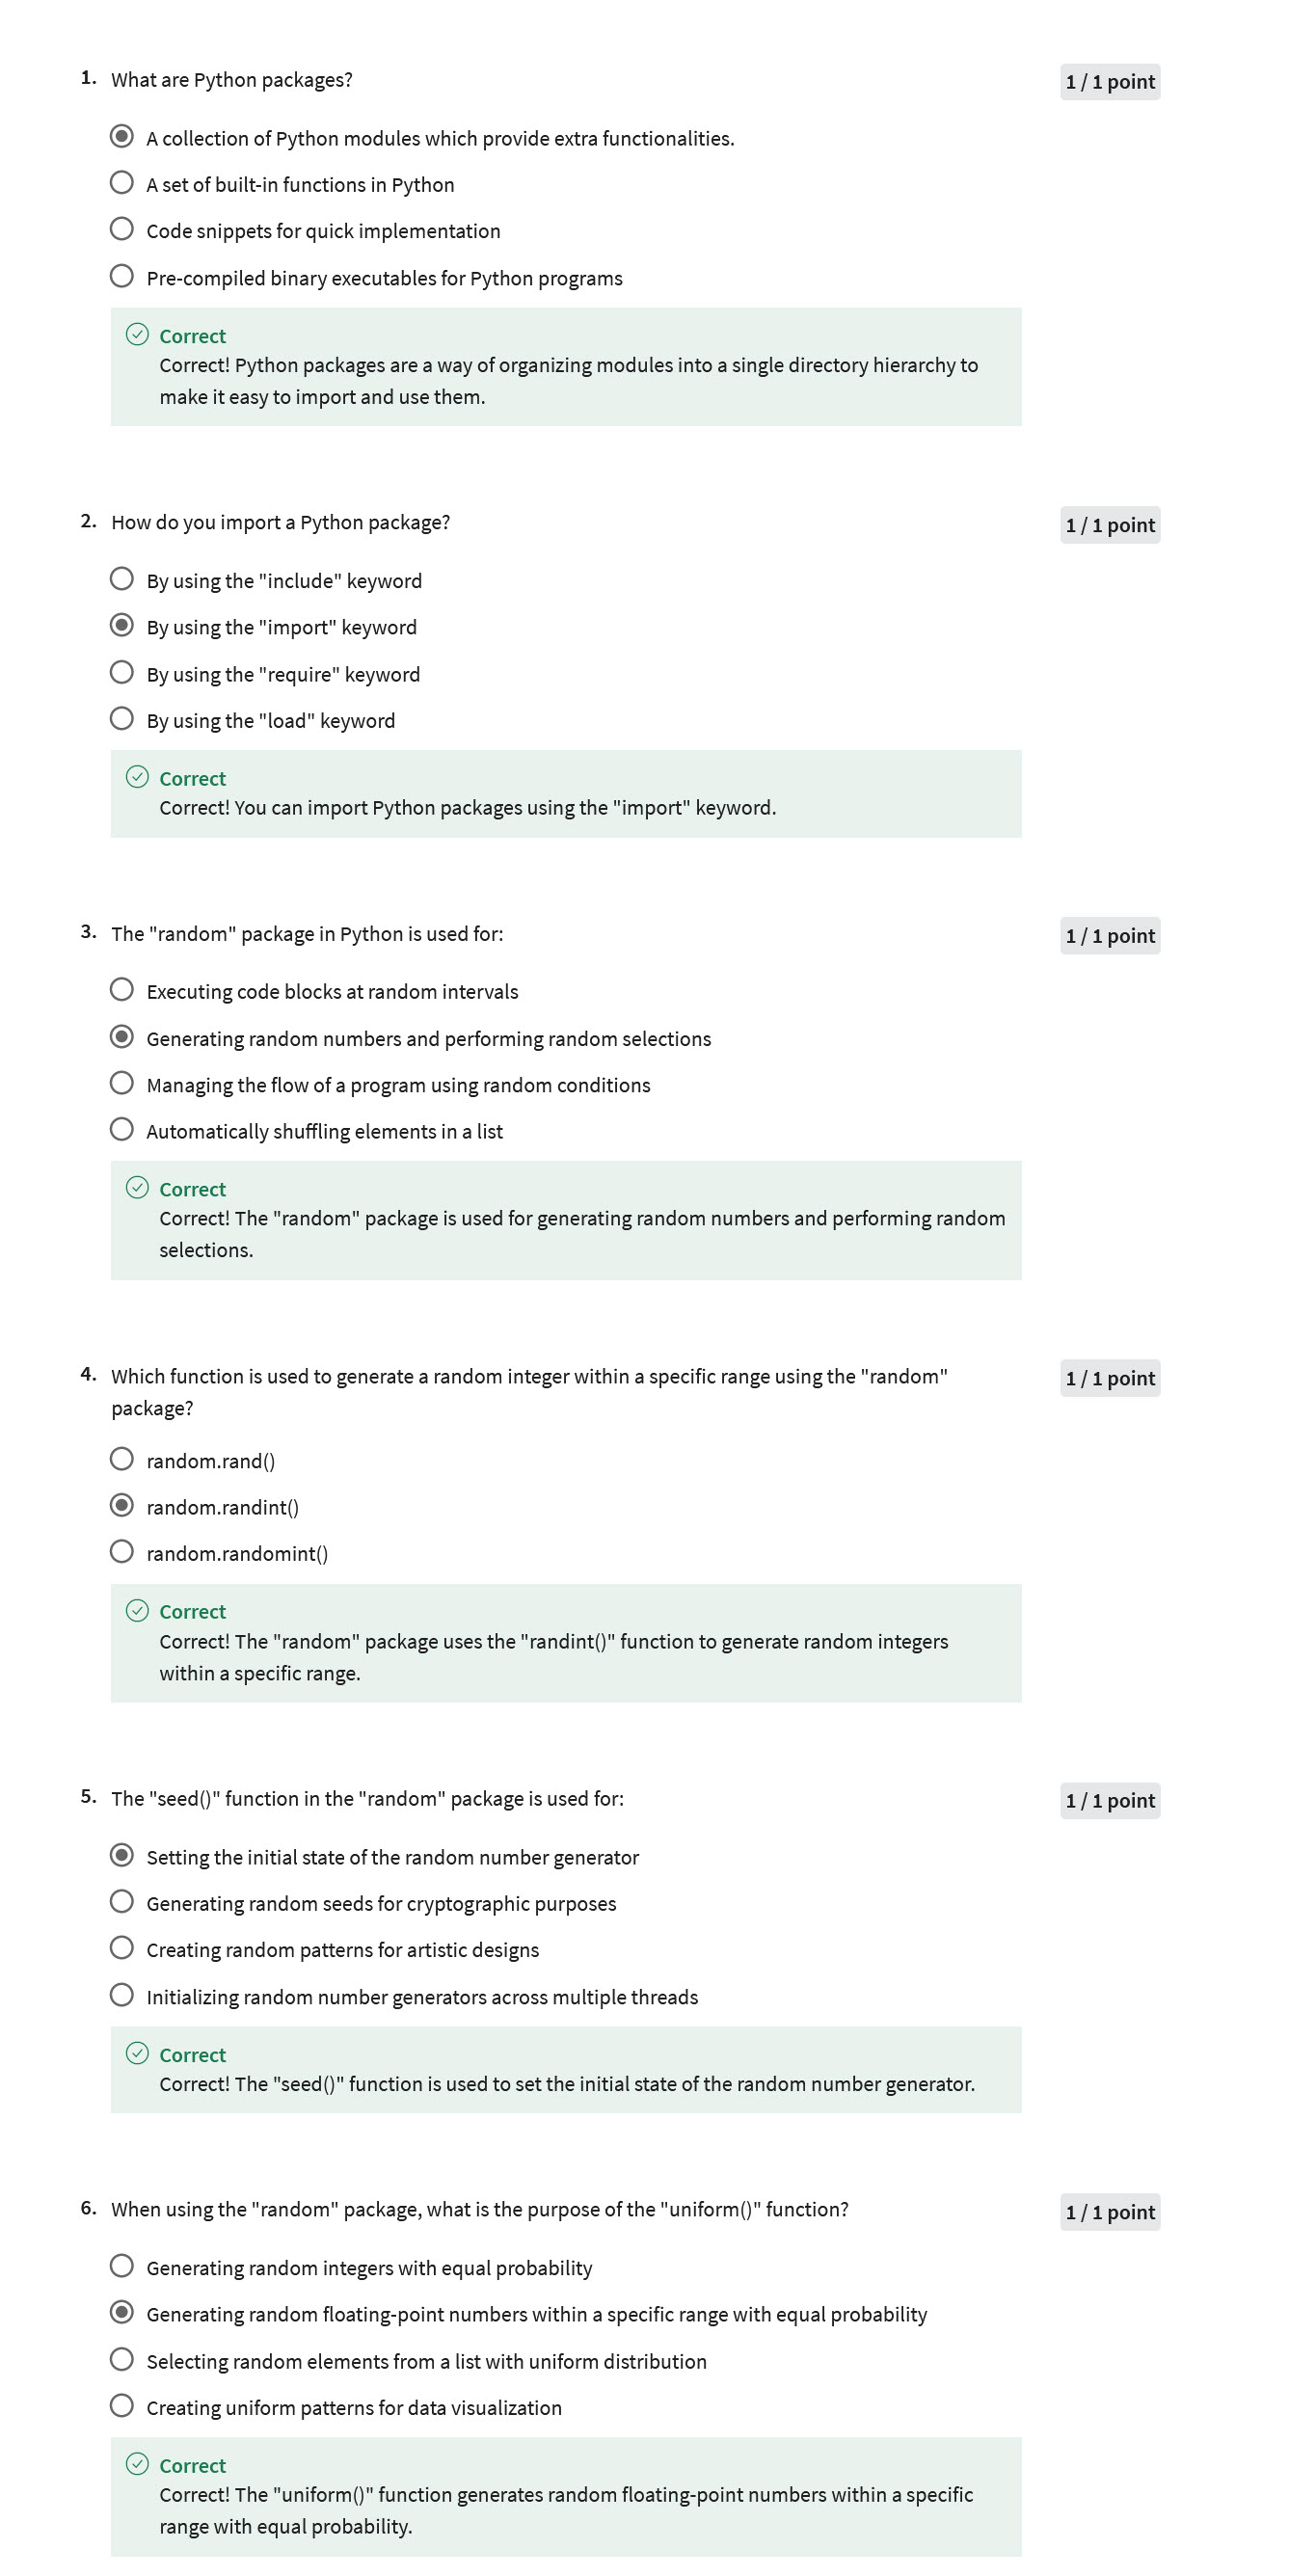 1. What are Python packages? 1 / 1 point
A collection of Python modules which provide extra functionalities.
A set of built-in functions in Python
Code snippets for quick implementation
Pre-compiled binary executables for Python programs
Correct
Correct! Python packages are a way of organizing modules into a single directory hierarchy to
make it easy to import and use them.
2. How do you import a Python package? 1 / 1 point
By using the "include" keyword
By using the "import" keyword
By using the "require" keyword
By using the "load" keyword
Correct
Correct! You can import Python packages using the "import" keyword.
3. The "random" package in Python is used for: 1 / 1 point
Executing code blocks at random intervals
Generating random numbers and performing random selections
Managing the flow of a program using random conditions
Automatically shuffling elements in a list
Correct
Correct! The "random" package is used for generating random numbers and performing random
selections.
4. Which function is used to generate a random integer within a specific range using the "random" 1 / 1 point
package?
random.rand()
random.randint()
random.randomint()
Correct
Correct! The "random" package uses the "randint()" function to generate random integers
within a specific range.
5. The "seed()" function in the "random" package is used for: 1 / 1 point
Setting the initial state of the random number generator
Generating random seeds for cryptographic purposes
Creating random patterns for artistic designs
Initializing random number generators across multiple threads
Correct
Correct! The "seed()" function is used to set the initial state of the random number generator.
6. When using the "random" package, what is the purpose of the "uniform()" function? 1 / 1 point
Generating random integers with equal probability
Generating random floating-point numbers within a specific range with equal probability
Selecting random elements from a list with uniform distribution
Creating uniform patterns for data visualization
Correct
Correct! The "uniform()" function generates random floating-point numbers within a specific
range with equal probability.